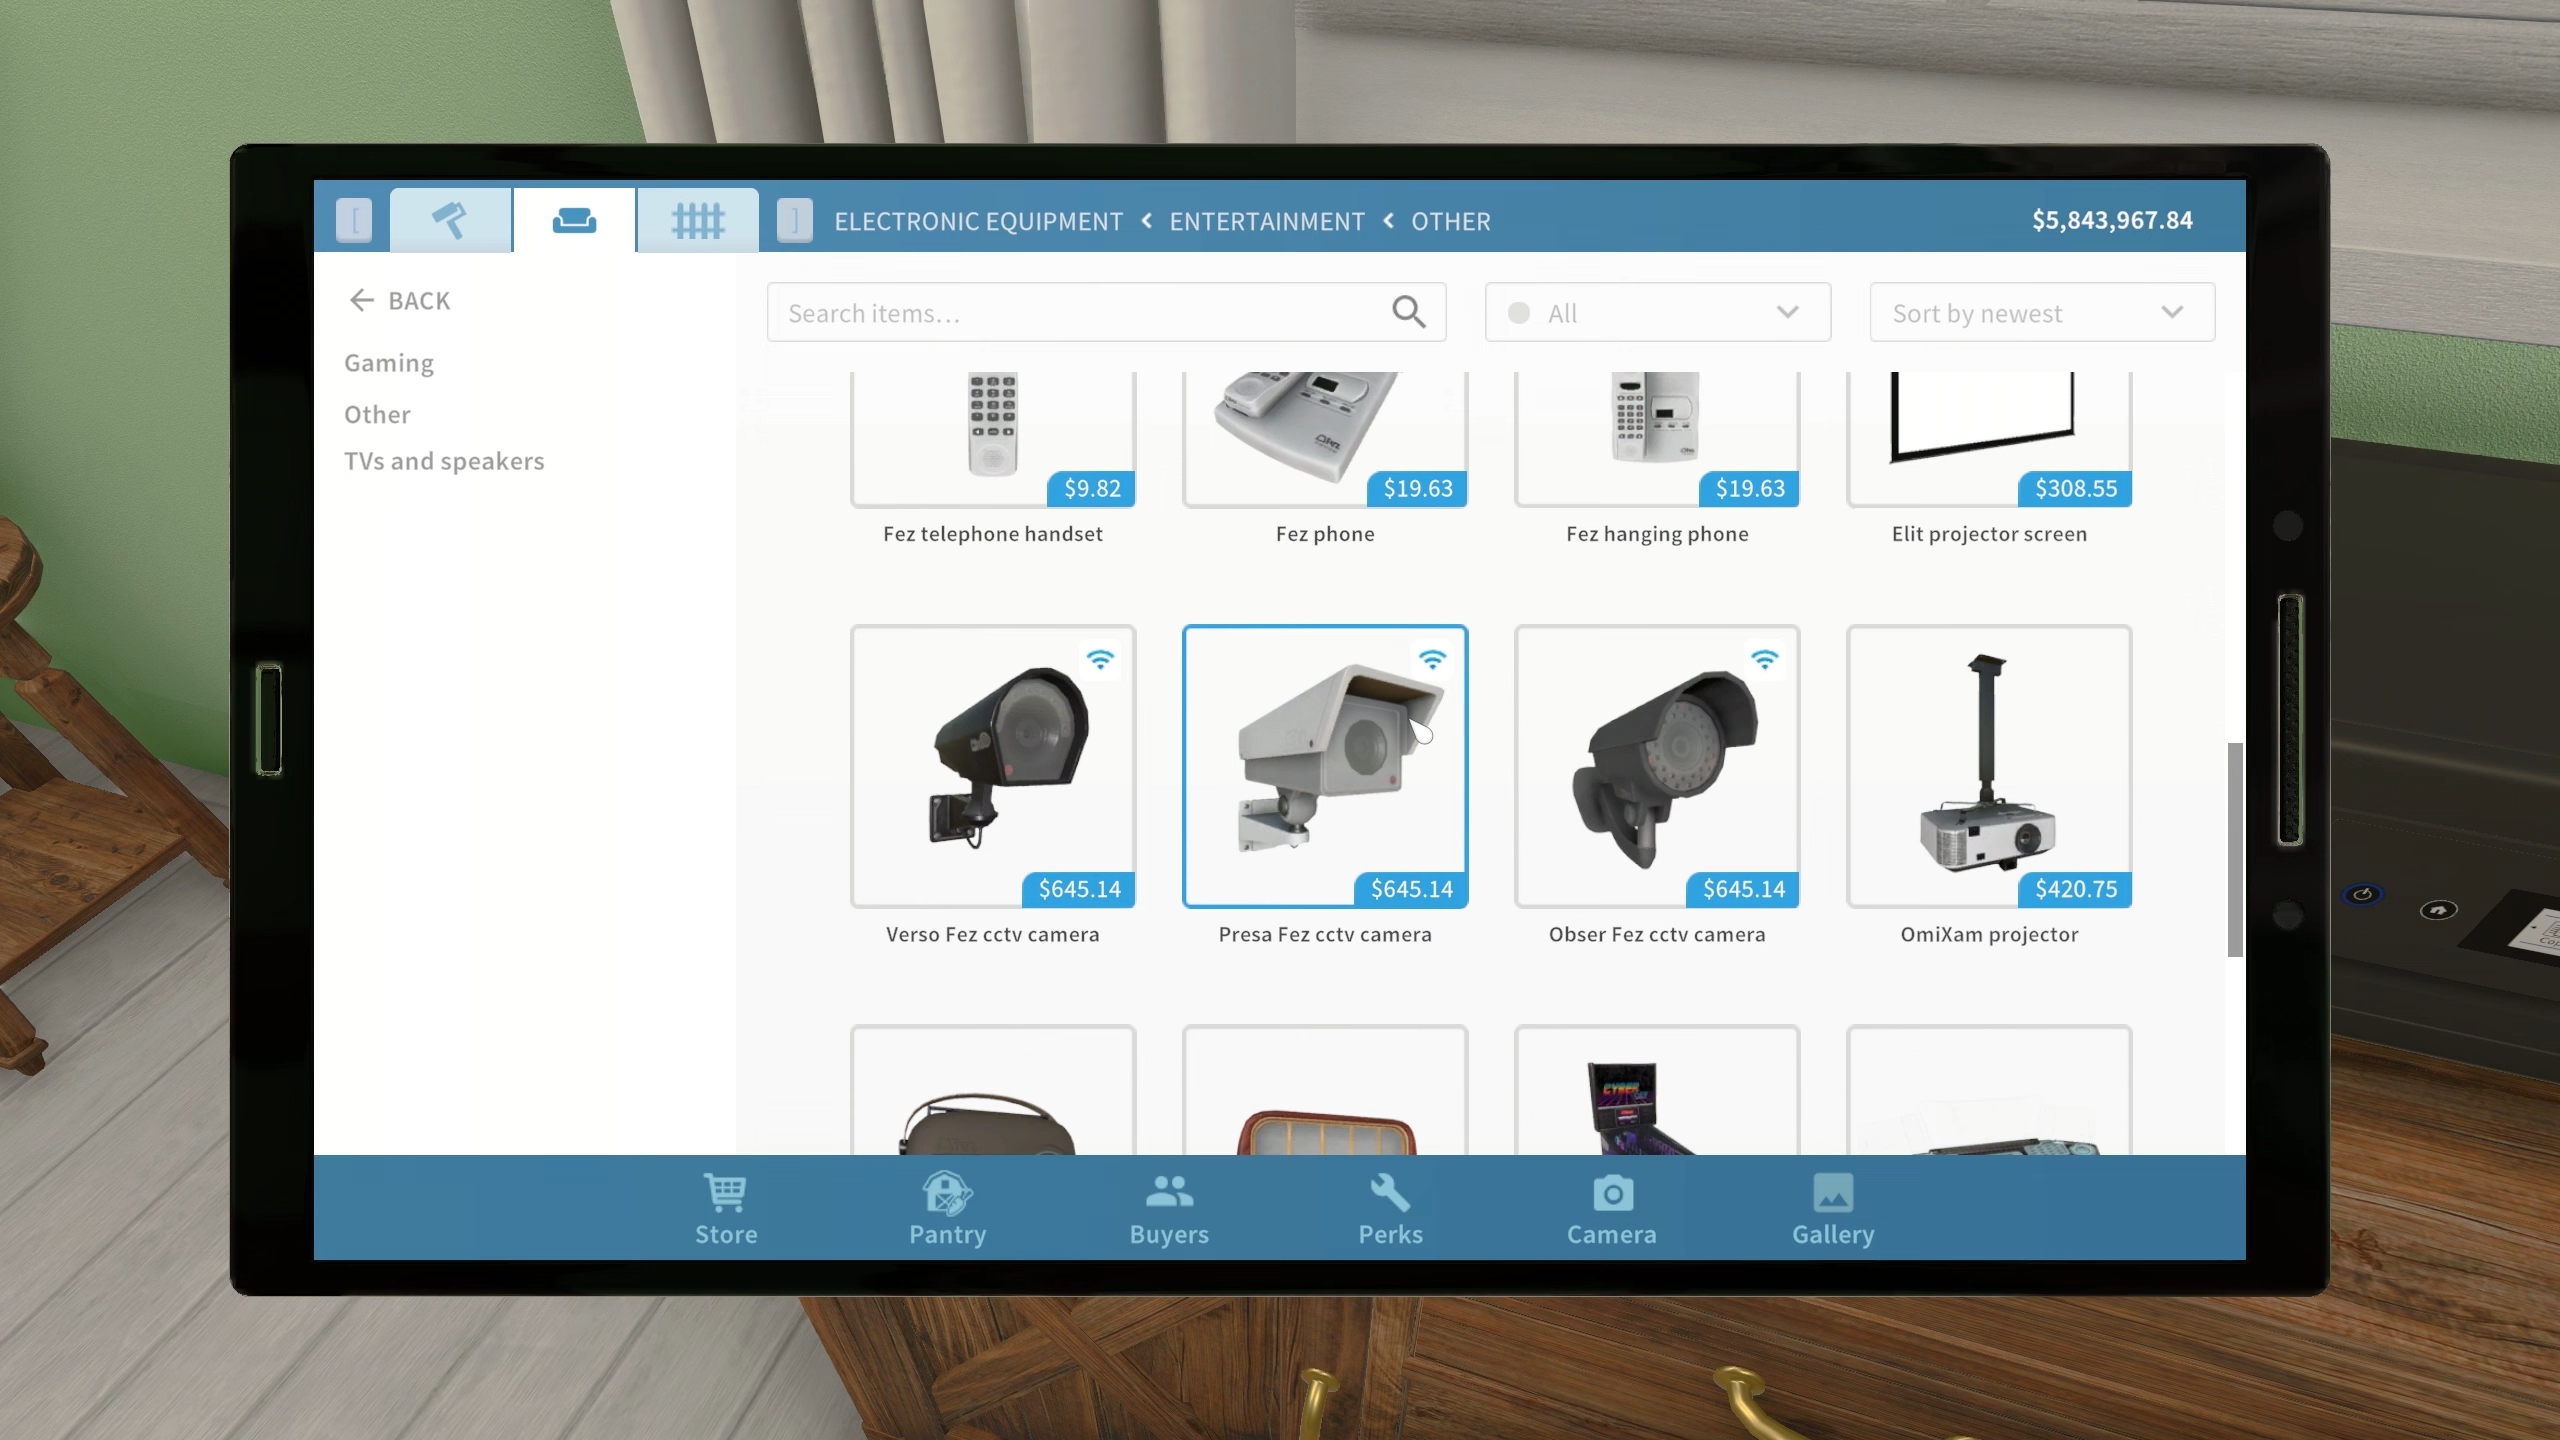 [
]
ELECTRONIC EQUIPMENT < ENTERTAINMENT < OTHER
$5,843,967.84
BACK
Gaming
Other
TVs and speakers
Search items...
All
Sort by newest
$9.82
$19.63
$19.63
$308.55
Fez telephone handset
Fez phone
Fez hanging phone
Elit projector screen
$645.14
$645.14
$645.14
$420.75
Verso Fez cctv camera
Presa Fez cctv camera
Obser Fez cctv camera
OmiXam projector
CYBER
Store
Pantry
Buyers
Perks
Camera
Gallery